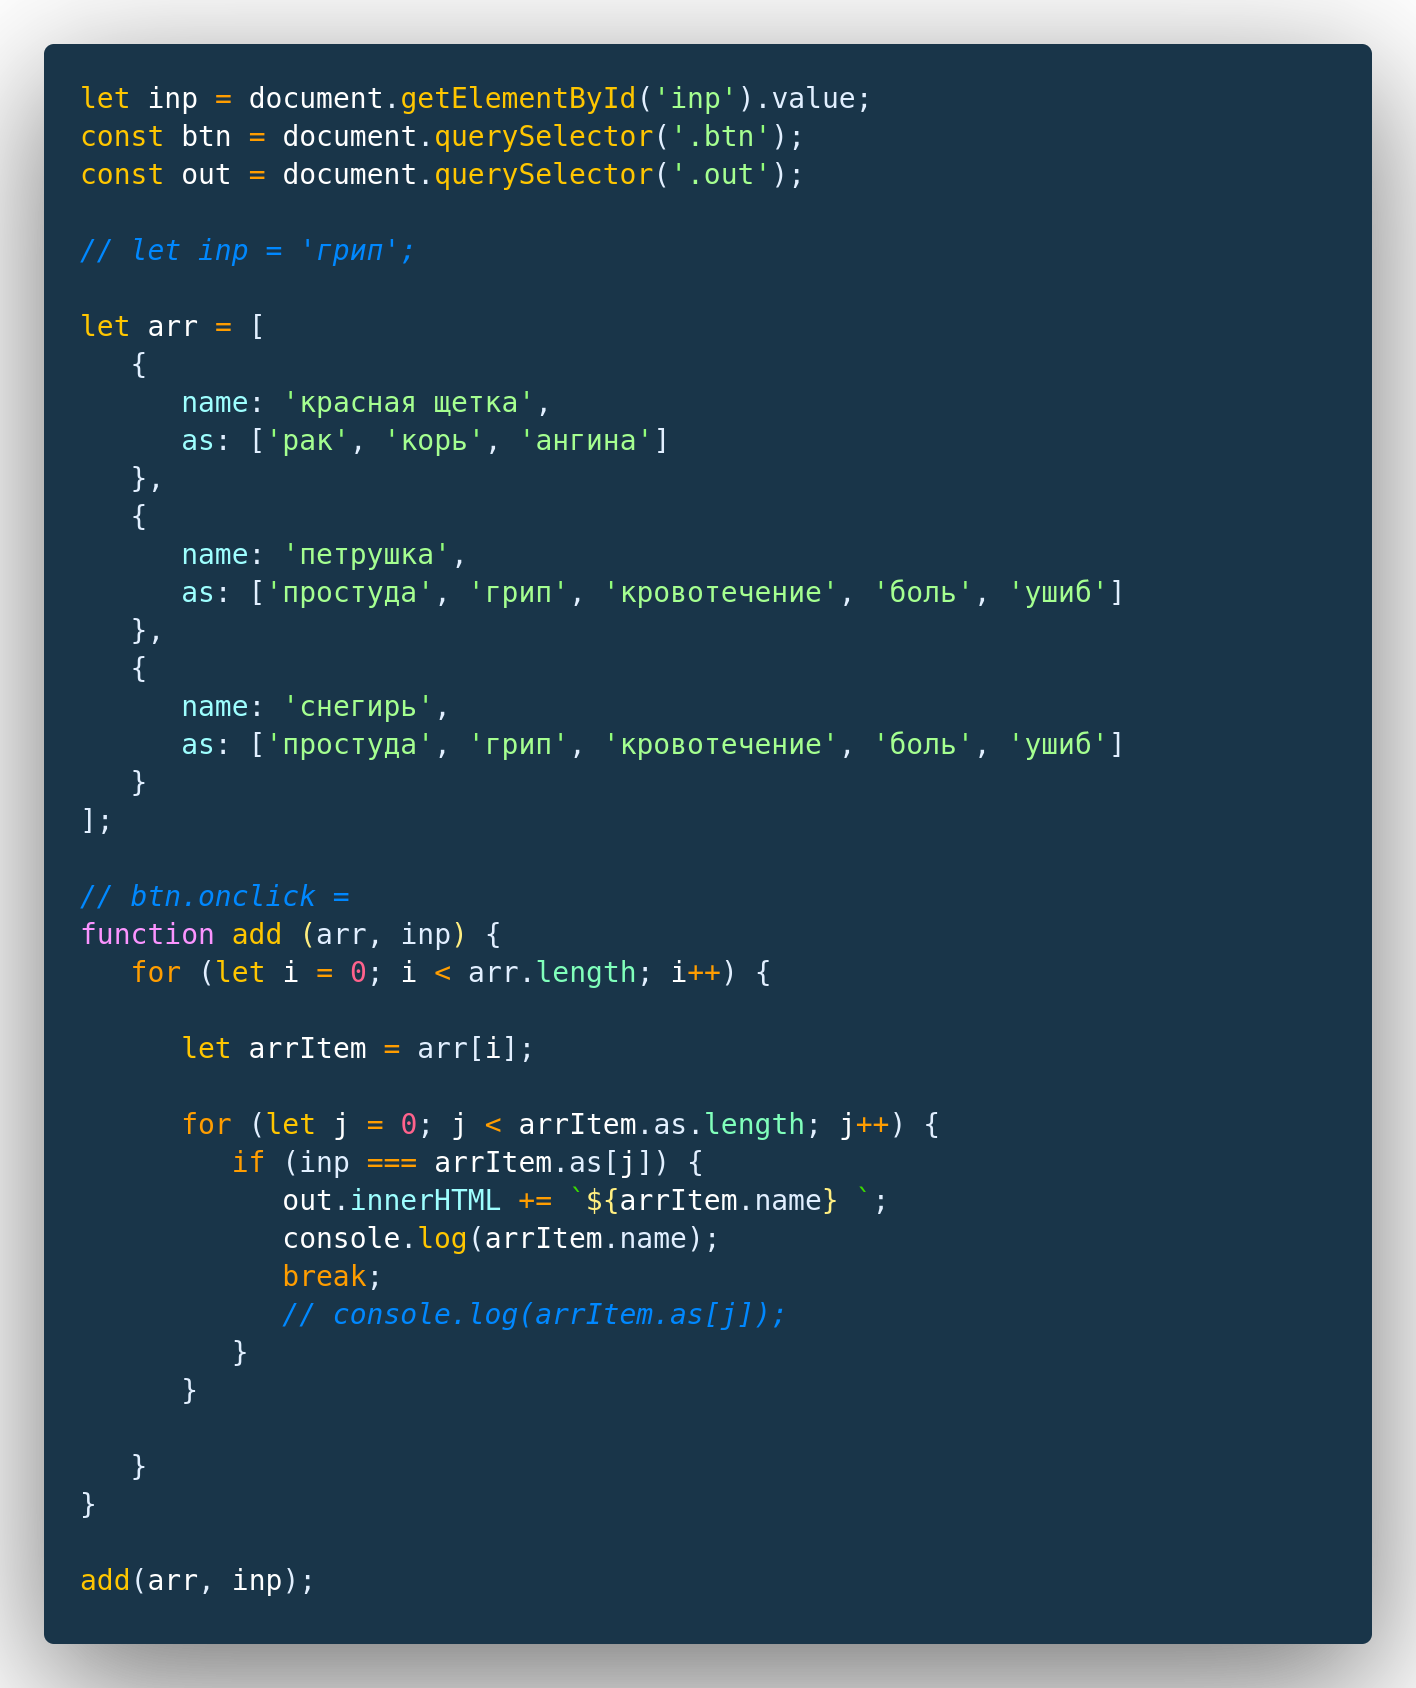 let inp = document.getElementById('inp').value;
const btn = document.querySelector('.btn');
const out = document.querySelector('.out');

// let inp = 'грип';

let arr = [
   {
      name: 'красная щетка',
      as: ['рак', 'корь', 'ангина']
   },
   {
      name: 'петрушка',
      as: ['простуда', 'грип', 'кровотечение', 'боль', 'ушиб']
   },
   {
      name: 'снегирь',
      as: ['простуда', 'грип', 'кровотечение', 'боль', 'ушиб']
   }
];

// btn.onclick =
function add (arr, inp) {
   for (let i = 0; i < arr.length; i++) {

      let arrItem = arr[i];

      for (let j = 0; j < arrItem.as.length; j++) {
         if (inp === arrItem.as[j]) {
            out.innerHTML += `${arrItem.name} `;
            console.log(arrItem.name);
            break;
            // console.log(arrItem.as[j]);
         }
      }

   }
}

add(arr, inp);